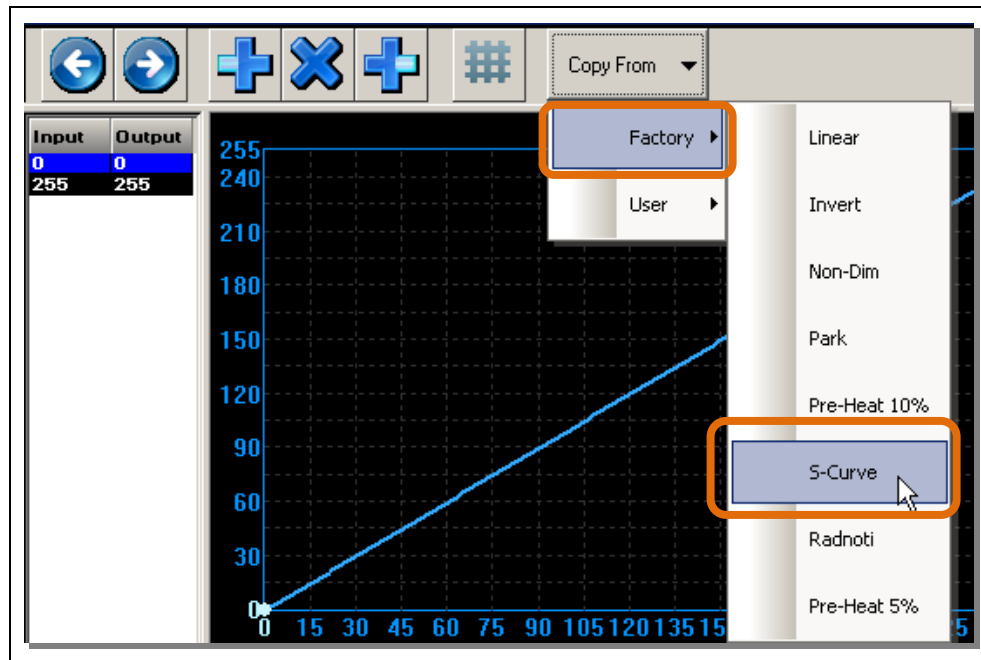 Copy From
Input Output
0 0
255 255
Factory
User
Linear
Invert
Non-Dim
Park
Pre-Heat 10%
S-Curve
Radnoti
Pre-Heat 5%
255
240
210
180
150
120
90
60
30
0
0 15 30 45 60 75 90 105 120 135 15
5